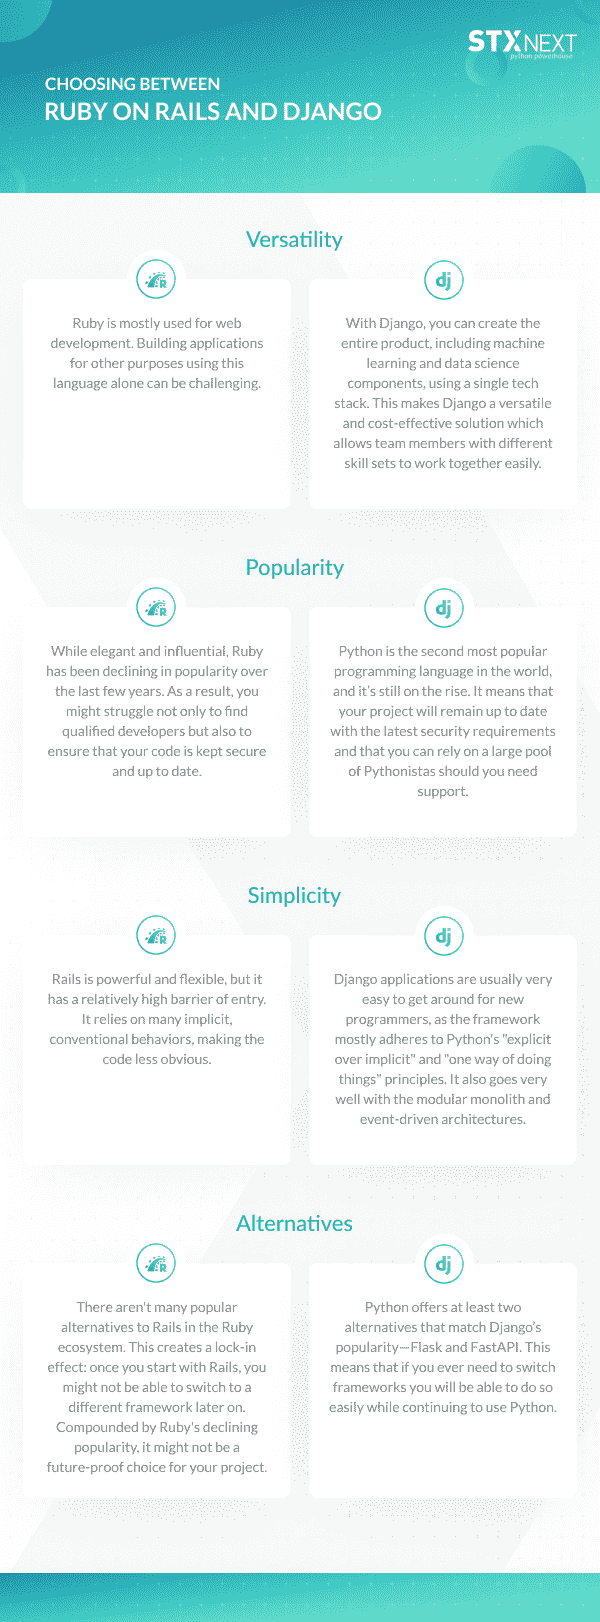 STXNEXT
python powerhouse
CHOOSING BETWEEN
RUBY ON RAILS AND DJANGO
Versatility
R
Ruby is mostly used for web
development. Building applications
for other purposes using this
language alone can be challenging.
dj
With Django, you can create the
entire product, including machine
learning and data science
components, using a single tech
stack. This makes Django a versatile
and cost-effective solution which
allows team members with different
skill sets to work together easily.
Popularity
R
While elegant and influential, Ruby
has been declining in popularity over
the last few years. As a result, you
might struggle not only to find
qualified developers but also to
ensure that your code is kept secure
and up to date.
dj
Python is the second most popular
programming language in the world,
and it's still on the rise. It means that
your project will remain up to date
with the latest security requirements
and that you can rely on a large pool
of Pythonistas should you need
support.
Simplicity
R
Rails is powerful and flexible, but it
has a relatively high barrier of entry.
It relies on many implicit,
conventional behaviors, making the
code less obvious.
dj
Django applications are usually very
easy to get around for new
programmers, as the framework
mostly adheres to Python's "explicit
over implicit" and "one way of doing
things" principles. It also goes very
well with the modular monolith and
event-driven architectures.
Alternatives
R
There aren't many popular
alternatives to Rails in the Ruby
ecosystem. This creates a lock-in
effect: once you start with Rails, you
might not be able to switch to a
different framework later on.
Compounded by Ruby's declining
popularity, it might not be a
future-proof choice for your project.
dj
Python offers at least two
alternatives that match Django's
popularity—Flask and FastAPI. This
means that if you ever need to switch
frameworks you will be able to do so
easily while continuing to use Python.